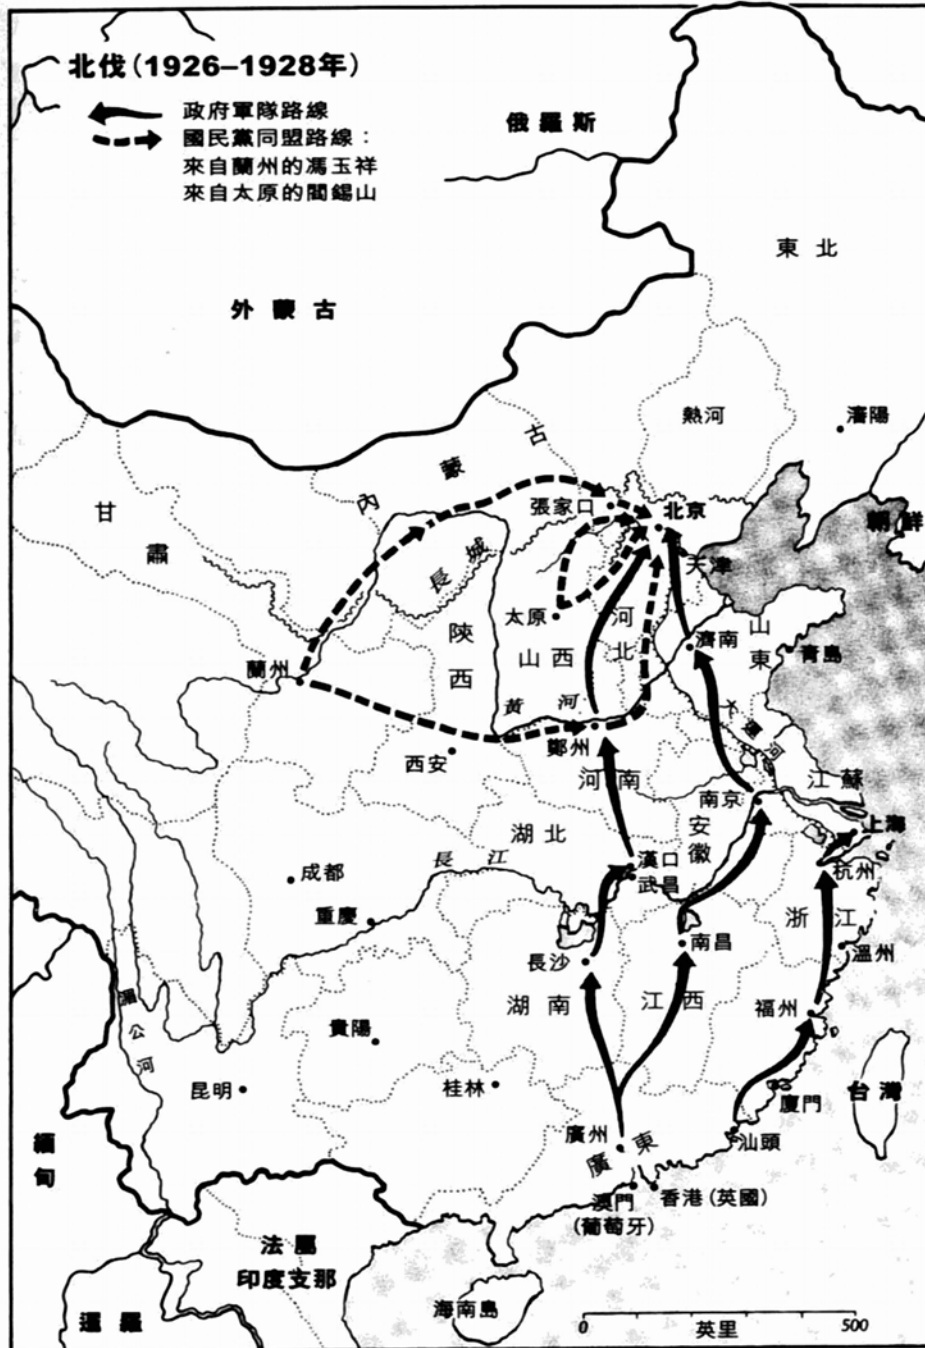 北伐(1926–1928年)
政府軍隊路線
國民黨同盟路線：
來自蘭州的馮玉祥
來自太原的閻錫山
俄羅斯
東北
外蒙古
熱河
瀋陽
內蒙古
甘肅
張家口
北京
朝鮮
長城
天津
太原
河北
陝西
山西
濟南
山東
青島
蘭州
黃河
大運河
鄭州
西安
河南
江蘇
南京
湖北
安徽
上海
長江
漢口
武昌
杭州
成都
重慶
浙江
南昌
長沙
溫州
湖南
江西
福州
湄公河
貴陽
昆明
桂林
廈門
台灣
緬甸
廣州
廣東
汕頭
澳門
(葡萄牙)
香港(英國)
法屬
印度支那
海南島
暹羅
0
500
英里